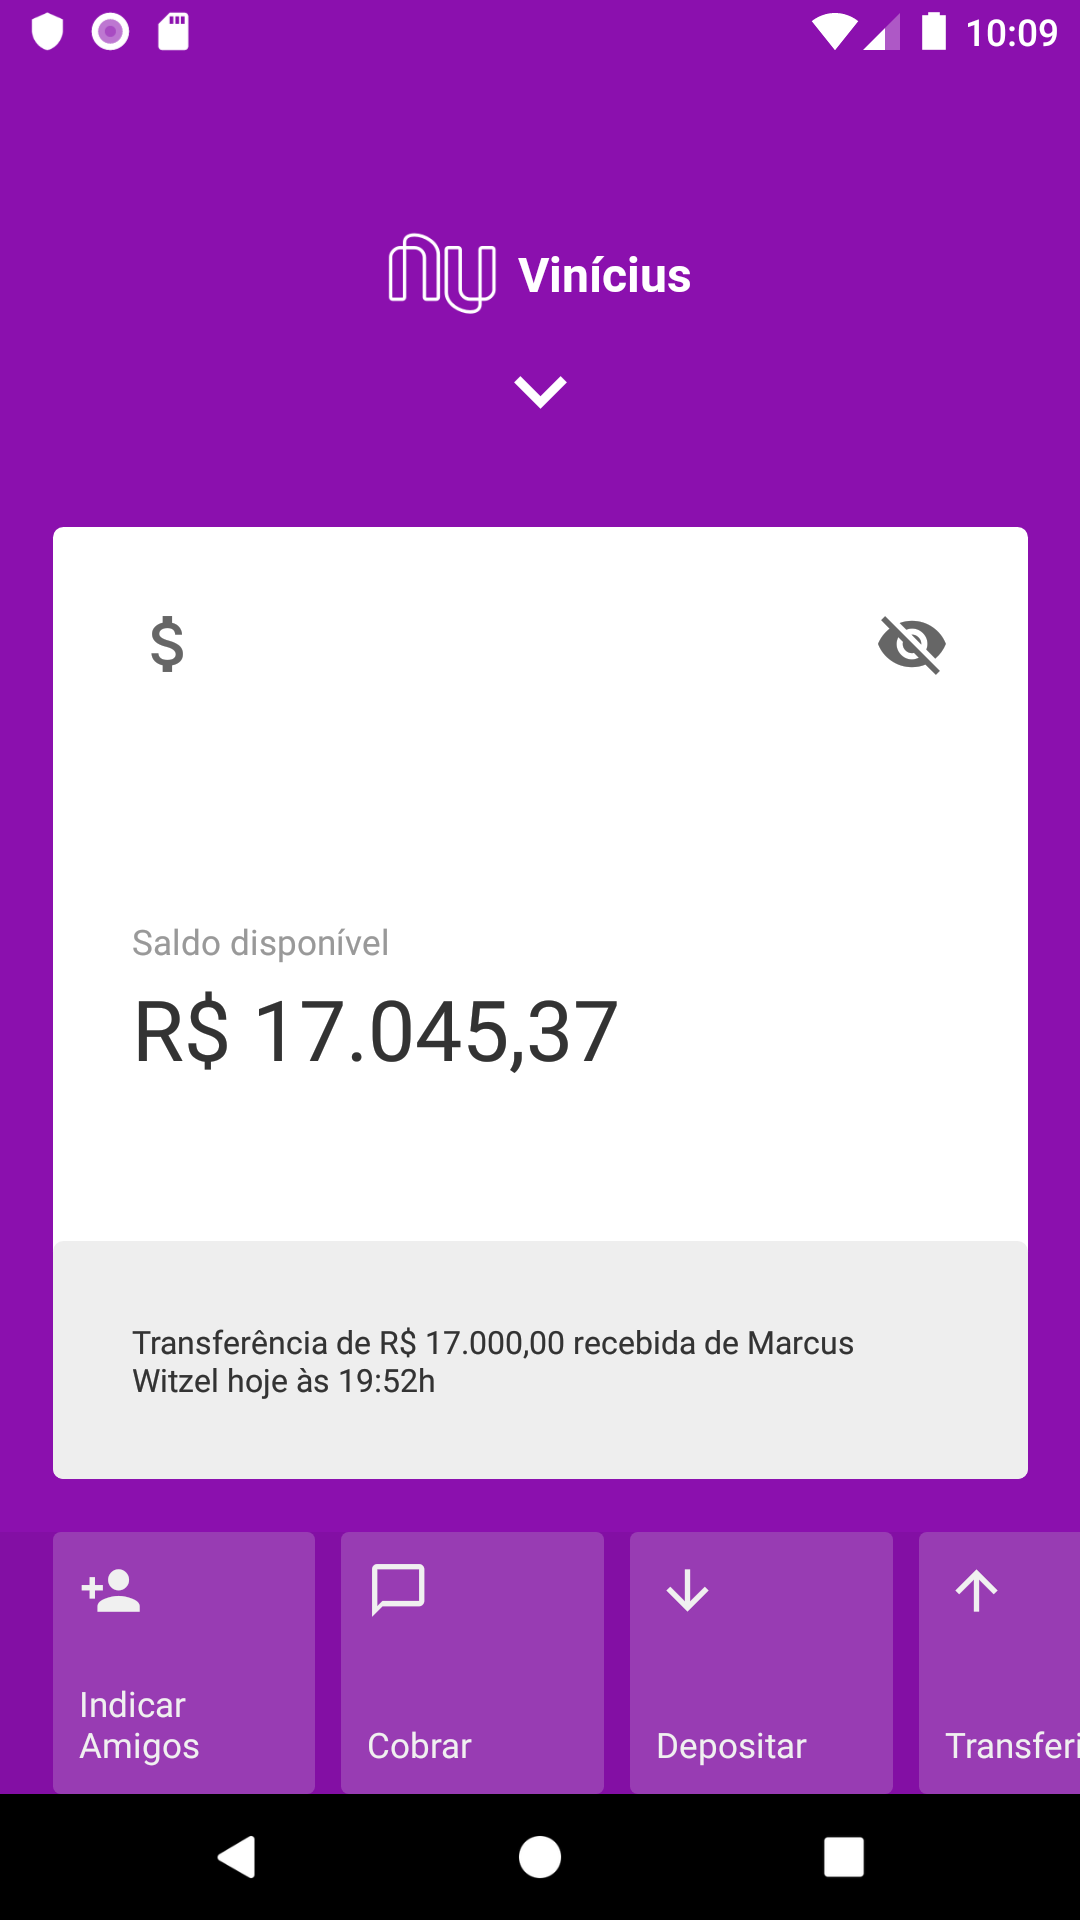 10:09
nu Vinícius
$
Saldo disponível
R$ 17.045,37
Transferência de R$ 17.000,00 recebida de Marcus
Witzel hoje às 19:52h
Indicar
Amigos
Cobrar
Depositar
Transferi